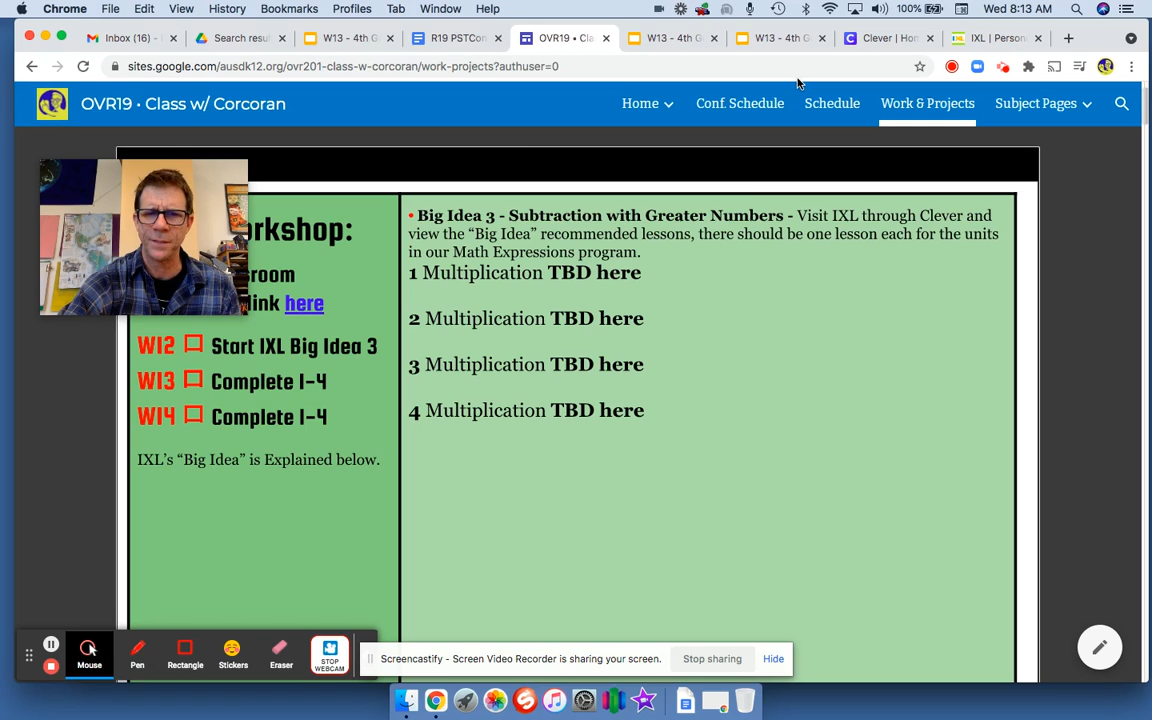 Chrome File Edit View History Bookmarks Profiles Tab Window Help 100% Wed 8:13 AM
Inbox (16) - W13 - 4th G R19 PSTCon OVR19 • Cla W13 - 4th G W13 - 4th G Clever | Hom IXL | Person
sites.google.com/ausdk12.org/ovr201-class-w-corcoran/work-projects?authuser=0
OVR19 • Class w/ Corcoran Home Conf. Schedule Schedule Work & Projects Subject Pages
rkshop:
room
link here
W12 Start IXL Big Idea 3
W13 Complete 1-4
W14 Complete 1-4
IXL's "Big Idea" is Explained below.
• Big Idea 3 - Subtraction with Greater Numbers - Visit IXL through Clever and
view the “Big Idea” recommended lessons, there should be one lesson each for the units
in our Math Expressions program.
1 Multiplication TBD here
2 Multiplication TBD here
3 Multiplication TBD here
4 Multiplication TBD here
Mouse Pen Rectangle Stickers Eraser STOP WEBCAM
Screencastify - Screen Video Recorder is sharing your screen. Stop sharing Hide